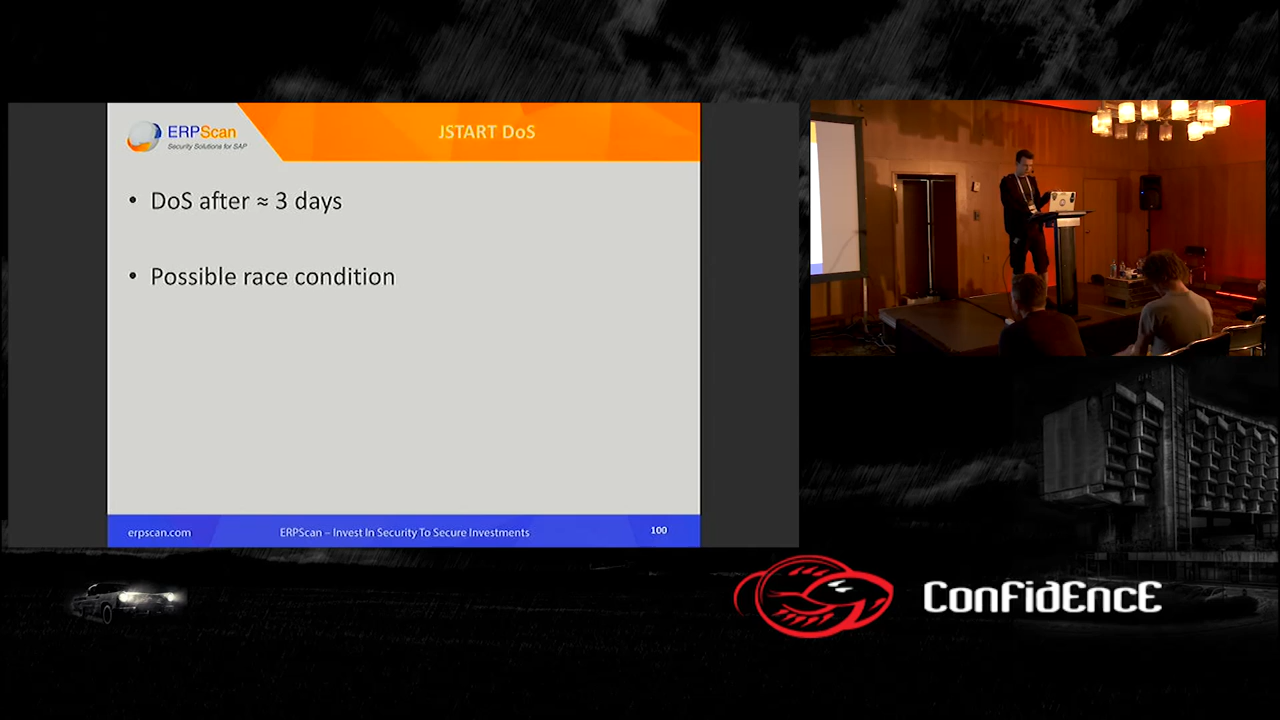 ERPScan
Security Solutions for SAP
JSTART DoS
• DoS after ≈ 3 days
• Possible race condition
erpscan.com
ERPScan – Invest In Security To Secure Investments
100
ConFidEncE